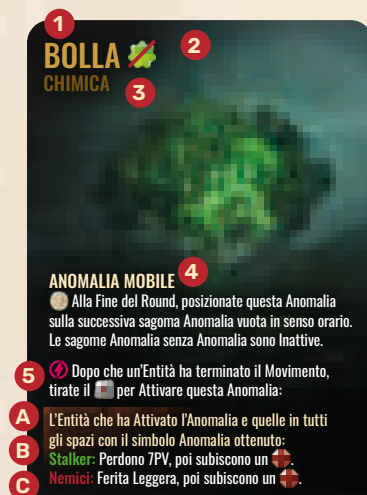 1
BOLLA
2
CHIMICA
3
ANOMALIA MOBILE
4
Alla Fine del Round, posizionate questa Anomalia
sulla successiva sagoma Anomalia vuota in senso orario.
Le sagome Anomalia senza Anomalia sono Inattive.
5
Dopo che un'Entità ha terminato il Movimento,
tirate il per Attivare questa Anomalia:
A
L'Entità che ha Attivato l'Anomalia e quelle in tutti
gli spazi con il simbolo Anomalia ottenuto:
B
Stalker: Perdono 7PV, poi subiscono un .
C
Nemici: Ferita Leggera, poi subiscono un .